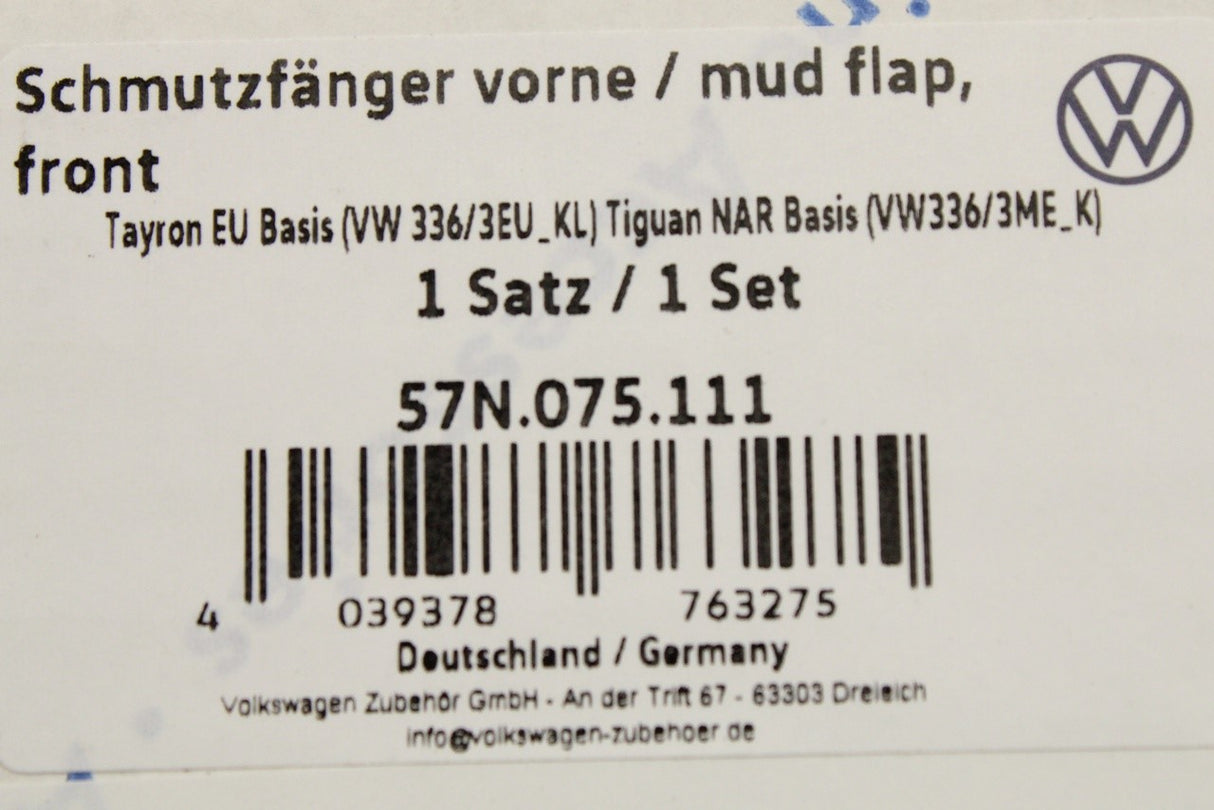 Schmutzfänger vorne / mud flap,
front
Tayron EU Basis (VW 336/3EU_KL) Tiguan NAR Basis (VW336/3ME_K)
1 Satz / 1 Set
57N.075.111
4 039378 763275
Deutschland / Germany
Volkswagen Zubehör GmbH - An der Trift 67 - 63303 Dreieich
info@volkswagen-zubehoer de